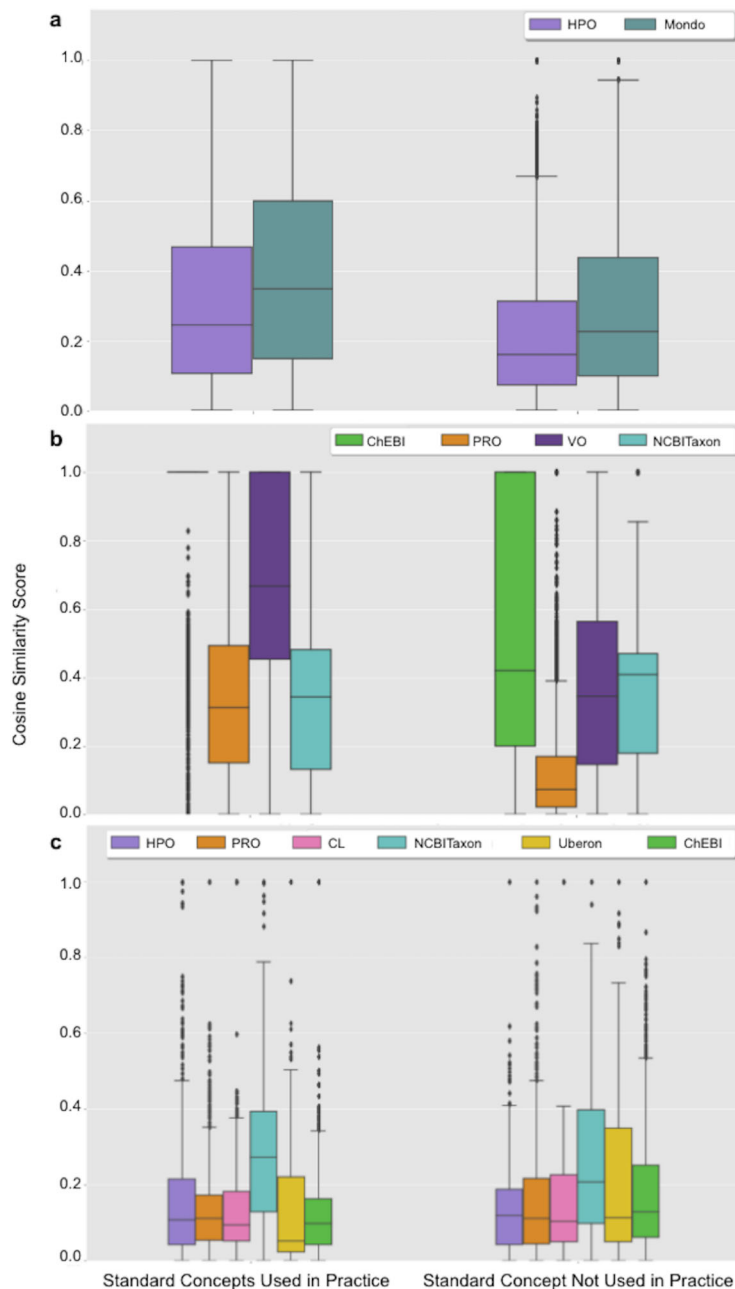 a
HPO Mondo
1.0
0.8
0.6
0.4
0.2
0.0
b
ChEBI PRO VO NCBITaxon
1.0
0.8
0.6
0.4
0.2
0.0
Cosine Similarity Score
c
HPO PRO CL NCBITaxon Uberon ChEBI
1.0
0.8
0.6
0.4
0.2
0.0
Standard Concepts Used in Practice Standard Concept Not Used in Practice